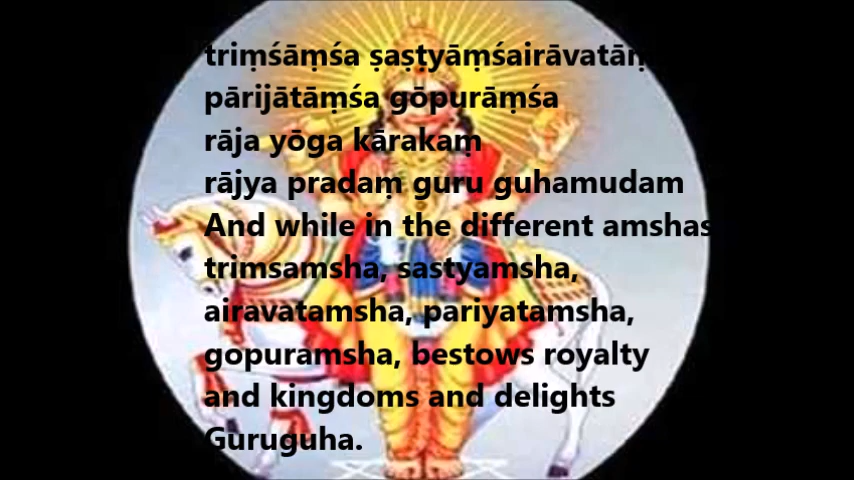 triṃśāṃśa ṣaṣṭyāṃśairāvatāṃ
pārijātāṃśa gōpurāṃśa
rāja yōga kārakaṃ
rājya pradaṃ guru guhamudam
And while in the different amshas
trimsamsha, sastyamsha,
airavatamsha, pariyatamsha,
gopuramsha, bestows royalty
and kingdoms and delights
Guruguha.